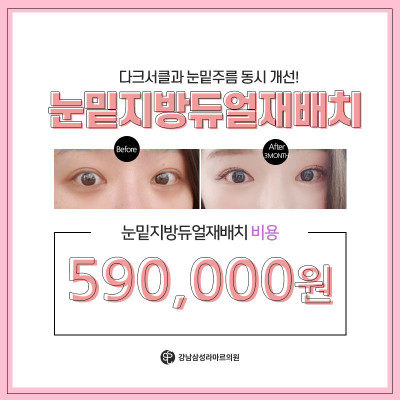 다크서클과 눈밑주름 동시 개선!
눈밑지방듀얼재배치
Before
After
3MONTH
눈밑지방듀얼재배치 비용
590,000원
강남삼성라마르의원